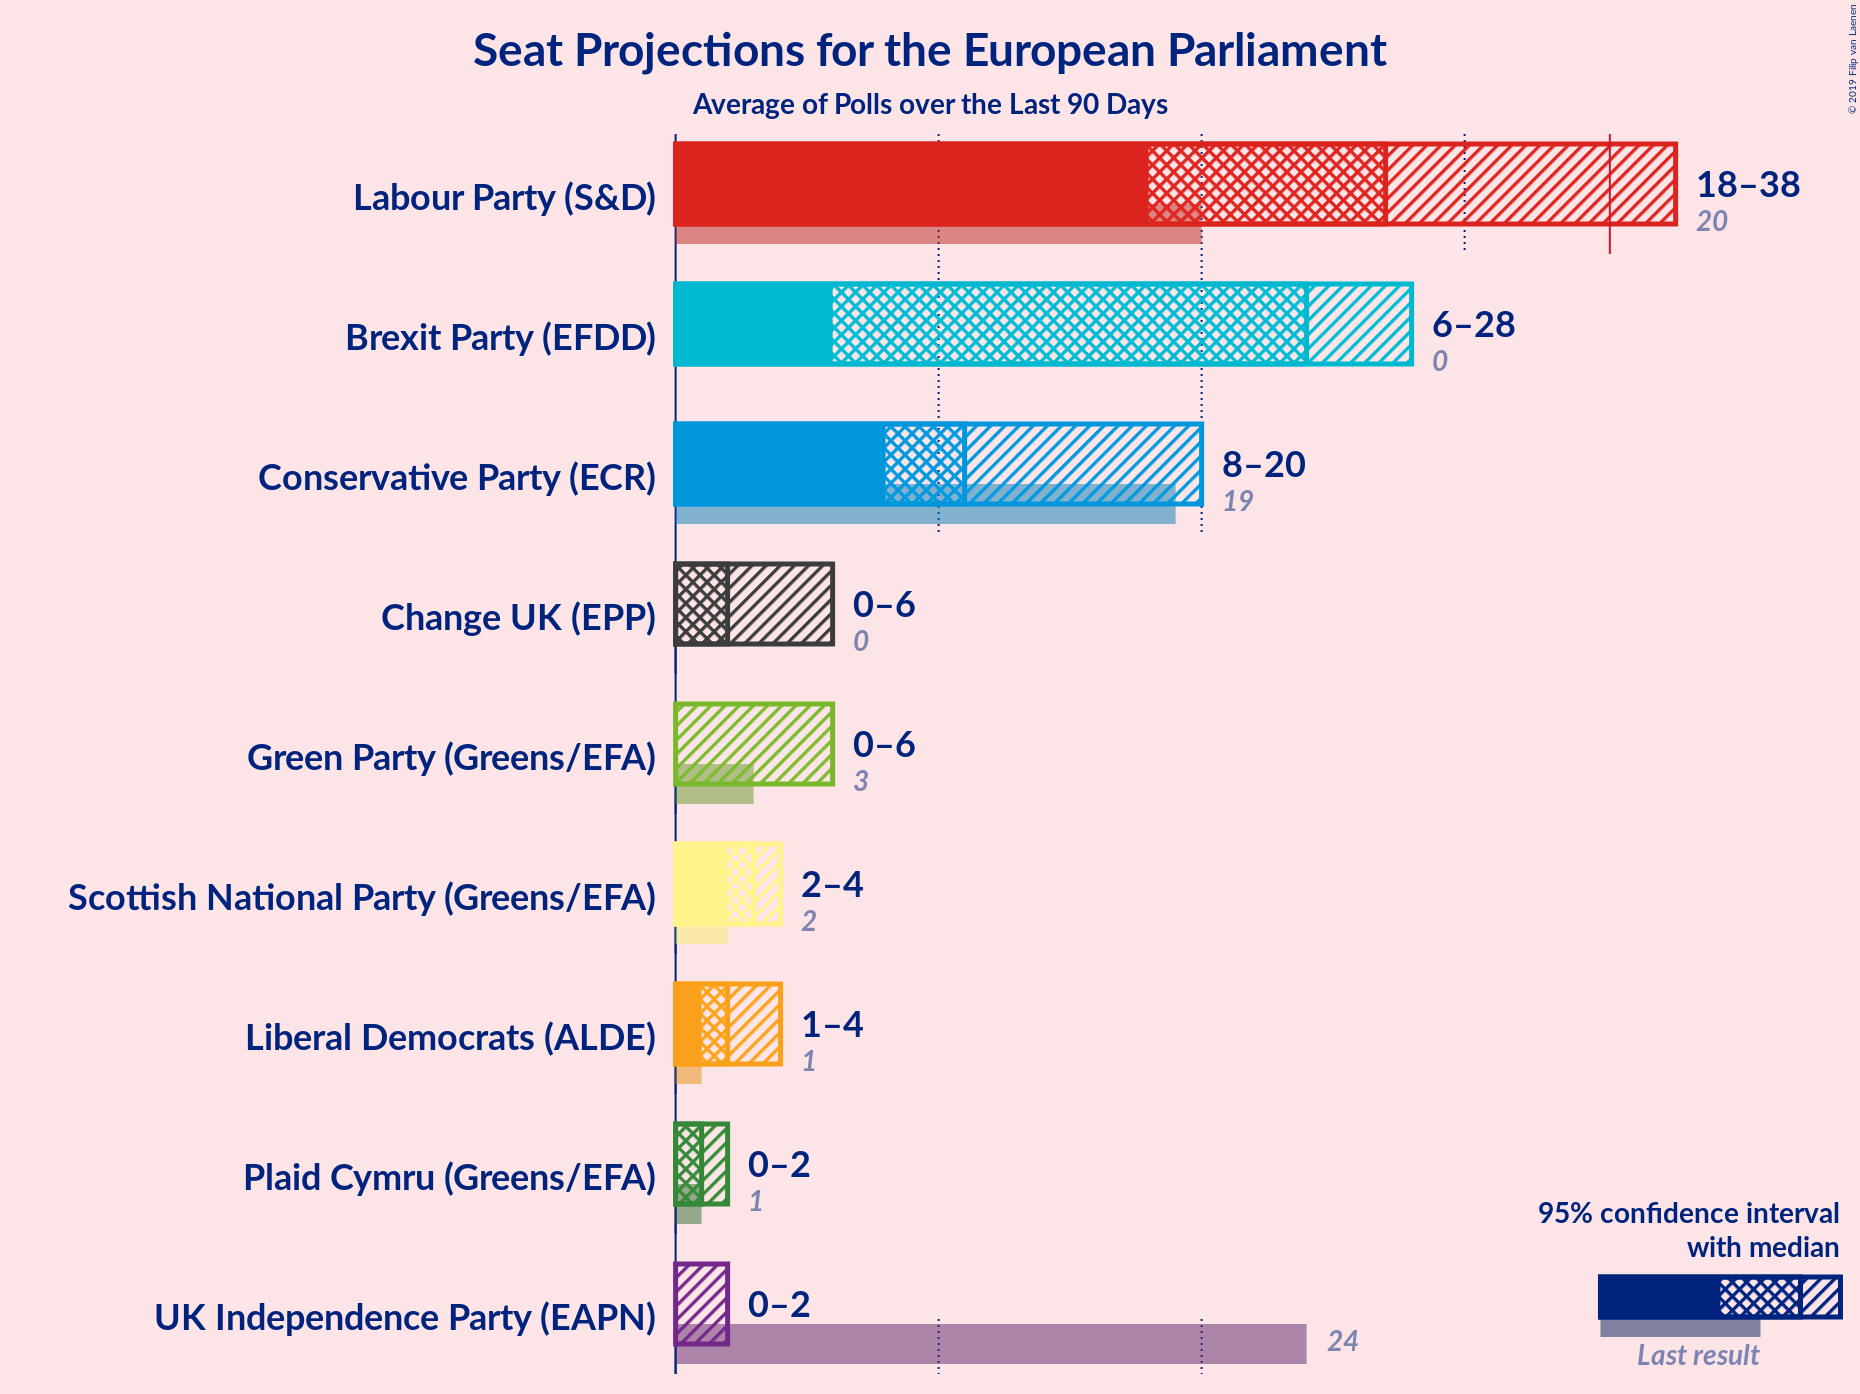 Seat Projections for the European Parliament
Average of Polls over the Last 90 Days
© 2019 Filip van Laenen
Labour Party (S&D)
18–38
20
Brexit Party (EFDD)
6–28
0
Conservative Party (ECR)
8–20
19
Change UK (EPP)
0–6
0
Green Party (Greens/EFA)
0–6
3
Scottish National Party (Greens/EFA)
2–4
2
Liberal Democrats (ALDE)
1–4
1
Plaid Cymru (Greens/EFA)
0–2
1
UK Independence Party (EAPN)
0–2
24
95% confidence interval
with median
Last result